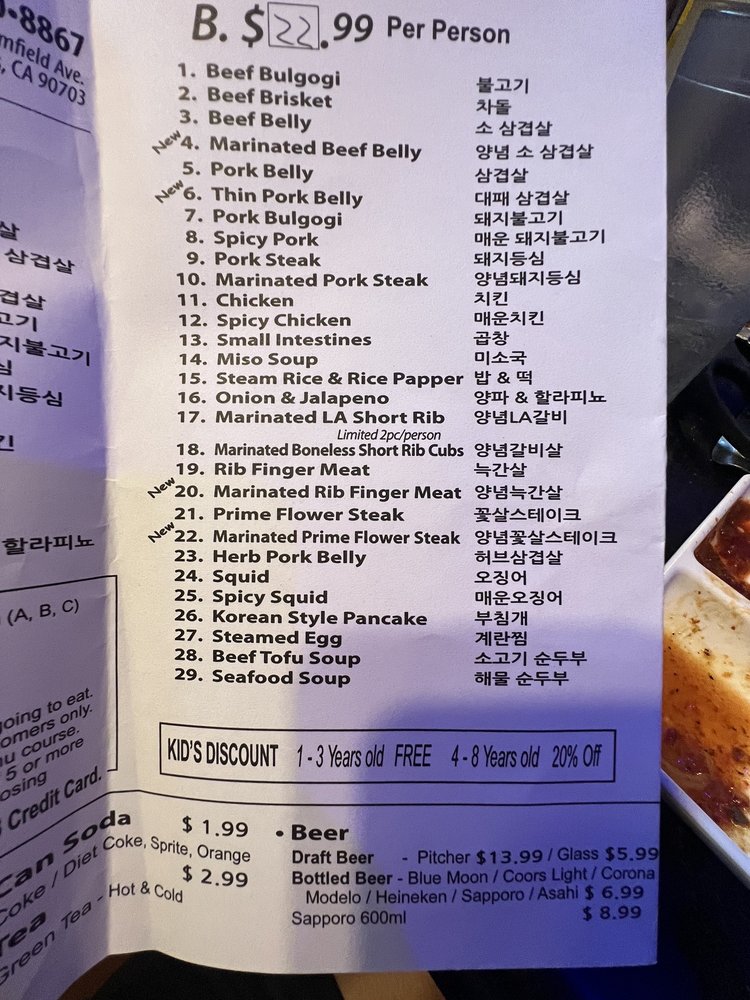 0-8867
mfield Ave.
, CA 90703
살
삼겹살
겹살
고기
지불고기
심
지등심
긴
할라피뇨
(A, B, C)
going to eat.
omers only.
nu course.
5 or more
osing
Credit Card.
B. $22.99 Per Person
1. Beef Bulgogi 불고기
2. Beef Brisket 차돌
3. Beef Belly 소 삼겹살
New 4. Marinated Beef Belly 양념 소 삼겹살
5. Pork Belly 삼겹살
New 6. Thin Pork Belly 대패 삼겹살
7. Pork Bulgogi 돼지불고기
8. Spicy Pork 매운 돼지불고기
9. Pork Steak 돼지등심
10. Marinated Pork Steak 양념돼지등심
11. Chicken 치킨
12. Spicy Chicken 매운치킨
13. Small Intestines 곱창
14. Miso Soup 미소국
15. Steam Rice & Rice Papper 밥 & 떡
16. Onion & Jalapeno 양파 & 할라피뇨
17. Marinated LA Short Rib 양념LA갈비
Limited 2pc/person
18. Marinated Boneless Short Rib Cubs 양념갈비살
19. Rib Finger Meat 늑간살
New 20. Marinated Rib Finger Meat 양념늑간살
21. Prime Flower Steak 꽃살스테이크
New 22. Marinated Prime Flower Steak 양념꽃살스테이크
23. Herb Pork Belly 허브삼겹살
24. Squid 오징어
25. Spicy Squid 매운오징어
26. Korean Style Pancake 부침개
27. Steamed Egg 계란찜
28. Beef Tofu Soup 소고기 순두부
29. Seafood Soup 해물 순두부
KID'S DISCOUNT 1 - 3 Years old FREE 4 - 8 Years old 20% Off
Can Soda $ 1.99
Coke / Diet Coke, Sprite, Orange
Tea $ 2.99
Green Tea - Hot & Cold
• Beer
Draft Beer - Pitcher $13.99 / Glass $5.99
Bottled Beer - Blue Moon / Coors Light / Corona
Modelo / Heineken / Sapporo / Asahi $ 6.99
Sapporo 600ml $ 8.99